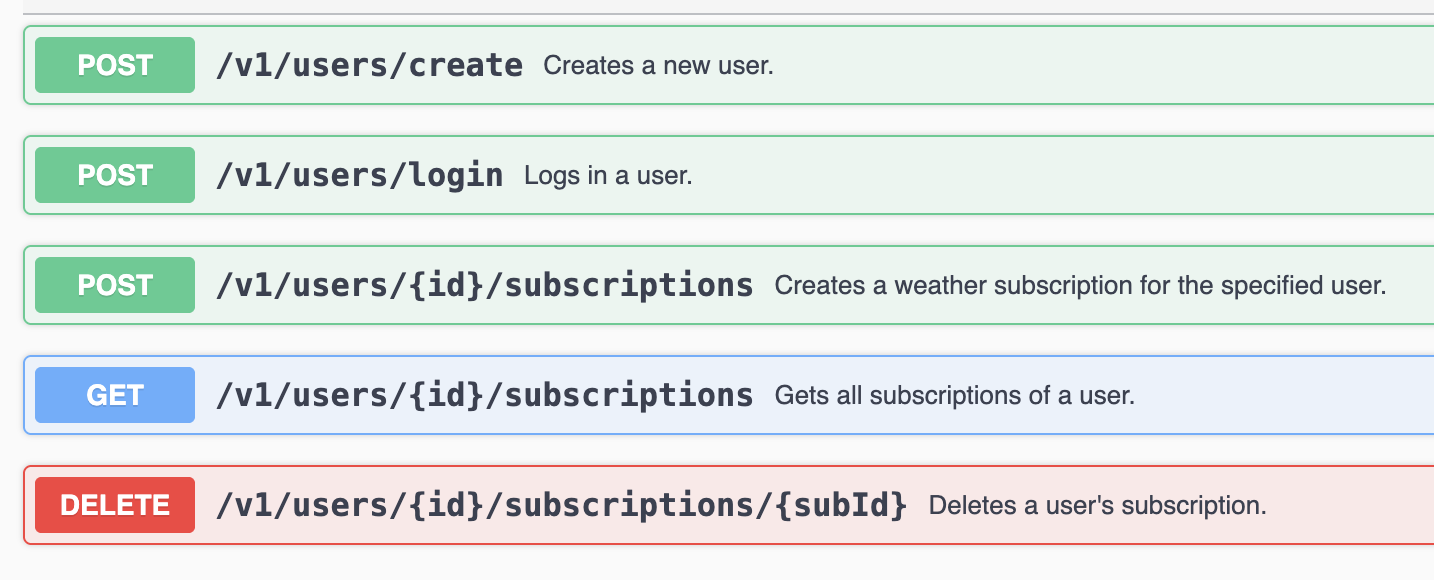 POST /v1/users/create Creates a new user.
POST /v1/users/login Logs in a user.
POST /v1/users/{id}/subscriptions Creates a weather subscription for the specified user.
GET /v1/users/{id}/subscriptions Gets all subscriptions of a user.
DELETE /v1/users/{id}/subscriptions/{subId} Deletes a user's subscription.